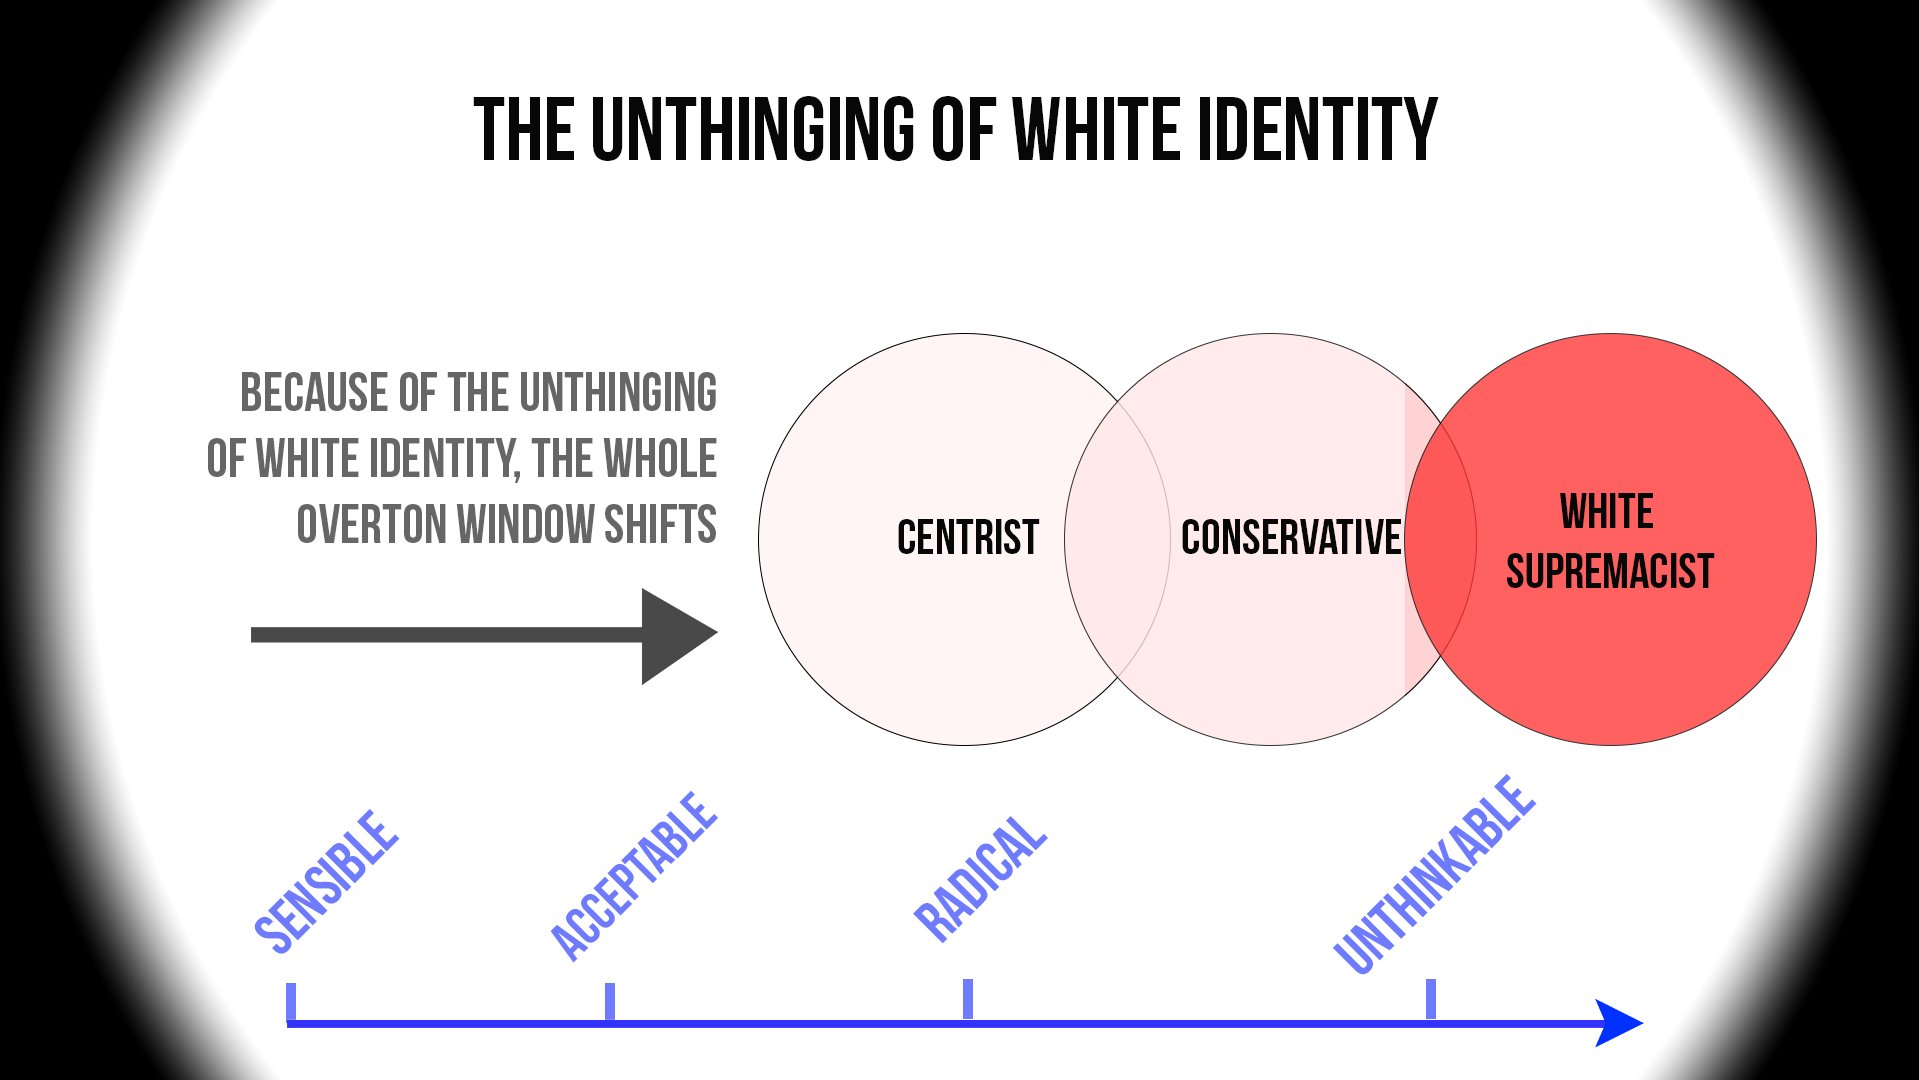 THE UNTHINGING OF WHITE IDENTITY
BECAUSE OF THE UNTHINGING
OF WHITE IDENTITY, THE WHOLE
OVERTON WINDOW SHIFTS
CENTRIST
CONSERVATIVE
WHITE
SUPREMACIST
SENSIBLE
ACCEPTABLE
RADICAL
UNTHINKABLE